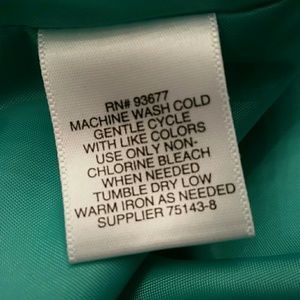 RN# 93677
MACHINE WASH COLD
GENTLE CYCLE
WITH LIKE COLORS
USE ONLY NON-
CHLORINE BLEACH
WHEN NEEDED
TUMBLE DRY LOW
WARM IRON AS NEEDED
SUPPLIER 75143-8